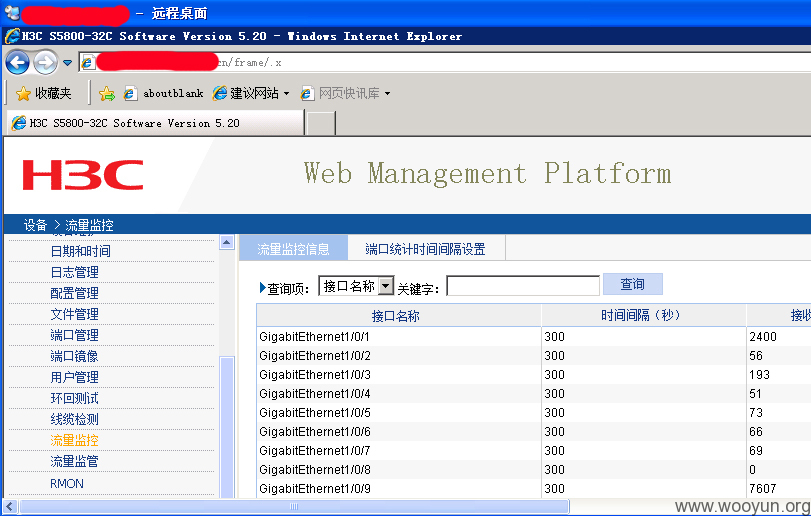 - 远程桌面
H3C S5800-32C Software Version 5.20 - Windows Internet Explorer
cn/frame/.x
收藏夹 aboutblank 建议网站 网页快讯库
H3C S5800-32C Software Version 5.20
H3C Web Management Platform
设备 > 流量监控
日期和时间
日志管理
配置管理
文件管理
端口管理
端口镜像
用户管理
环回测试
线缆检测
流量监控
流量监管
RMON
流量监控信息 端口统计时间间隔设置
查询项: 接口名称 关键字: 查询
接口名称 时间间隔（秒）
GigabitEthernet1/0/1 300 2400
GigabitEthernet1/0/2 300 56
GigabitEthernet1/0/3 300 193
GigabitEthernet1/0/4 300 51
GigabitEthernet1/0/5 300 73
GigabitEthernet1/0/6 300 66
GigabitEthernet1/0/7 300 69
GigabitEthernet1/0/8 300 0
GigabitEthernet1/0/9 300 7607
www.wooyun.org